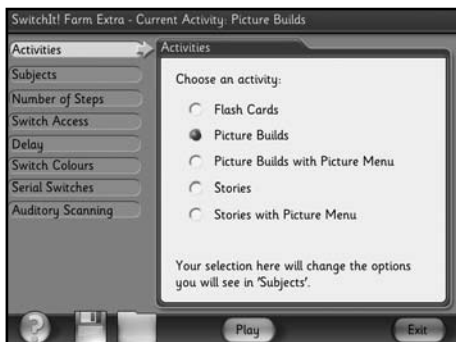 SwitchIt! Farm Extra - Current Activity: Picture Builds
Activities
Subjects
Number of Steps
Switch Access
Delay
Switch Colours
Serial Switches
Auditory Scanning
Activities
Choose an activity:
Flash Cards
Picture Builds
Picture Builds with Picture Menu
Stories
Stories with Picture Menu
Your selection here will change the options
you will see in 'Subjects'.
?
Play
Exit